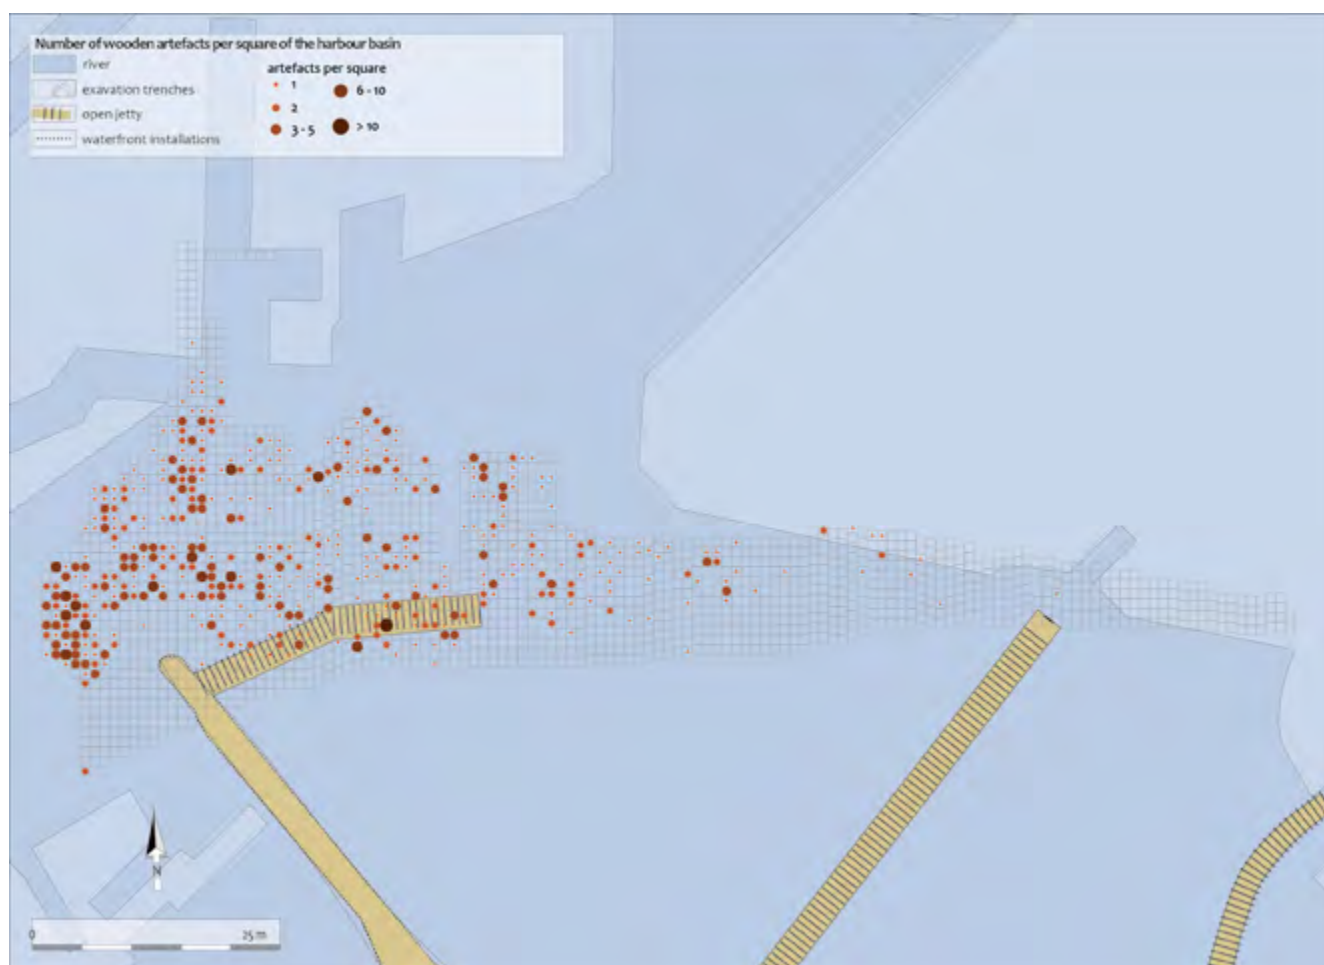 Number of wooden artefacts per square of the harbour basin
river
exavation trenches
open jetty
waterfront installations
artefacts per square
1
2
3 - 5
6 - 10
> 10
N
0
25 m